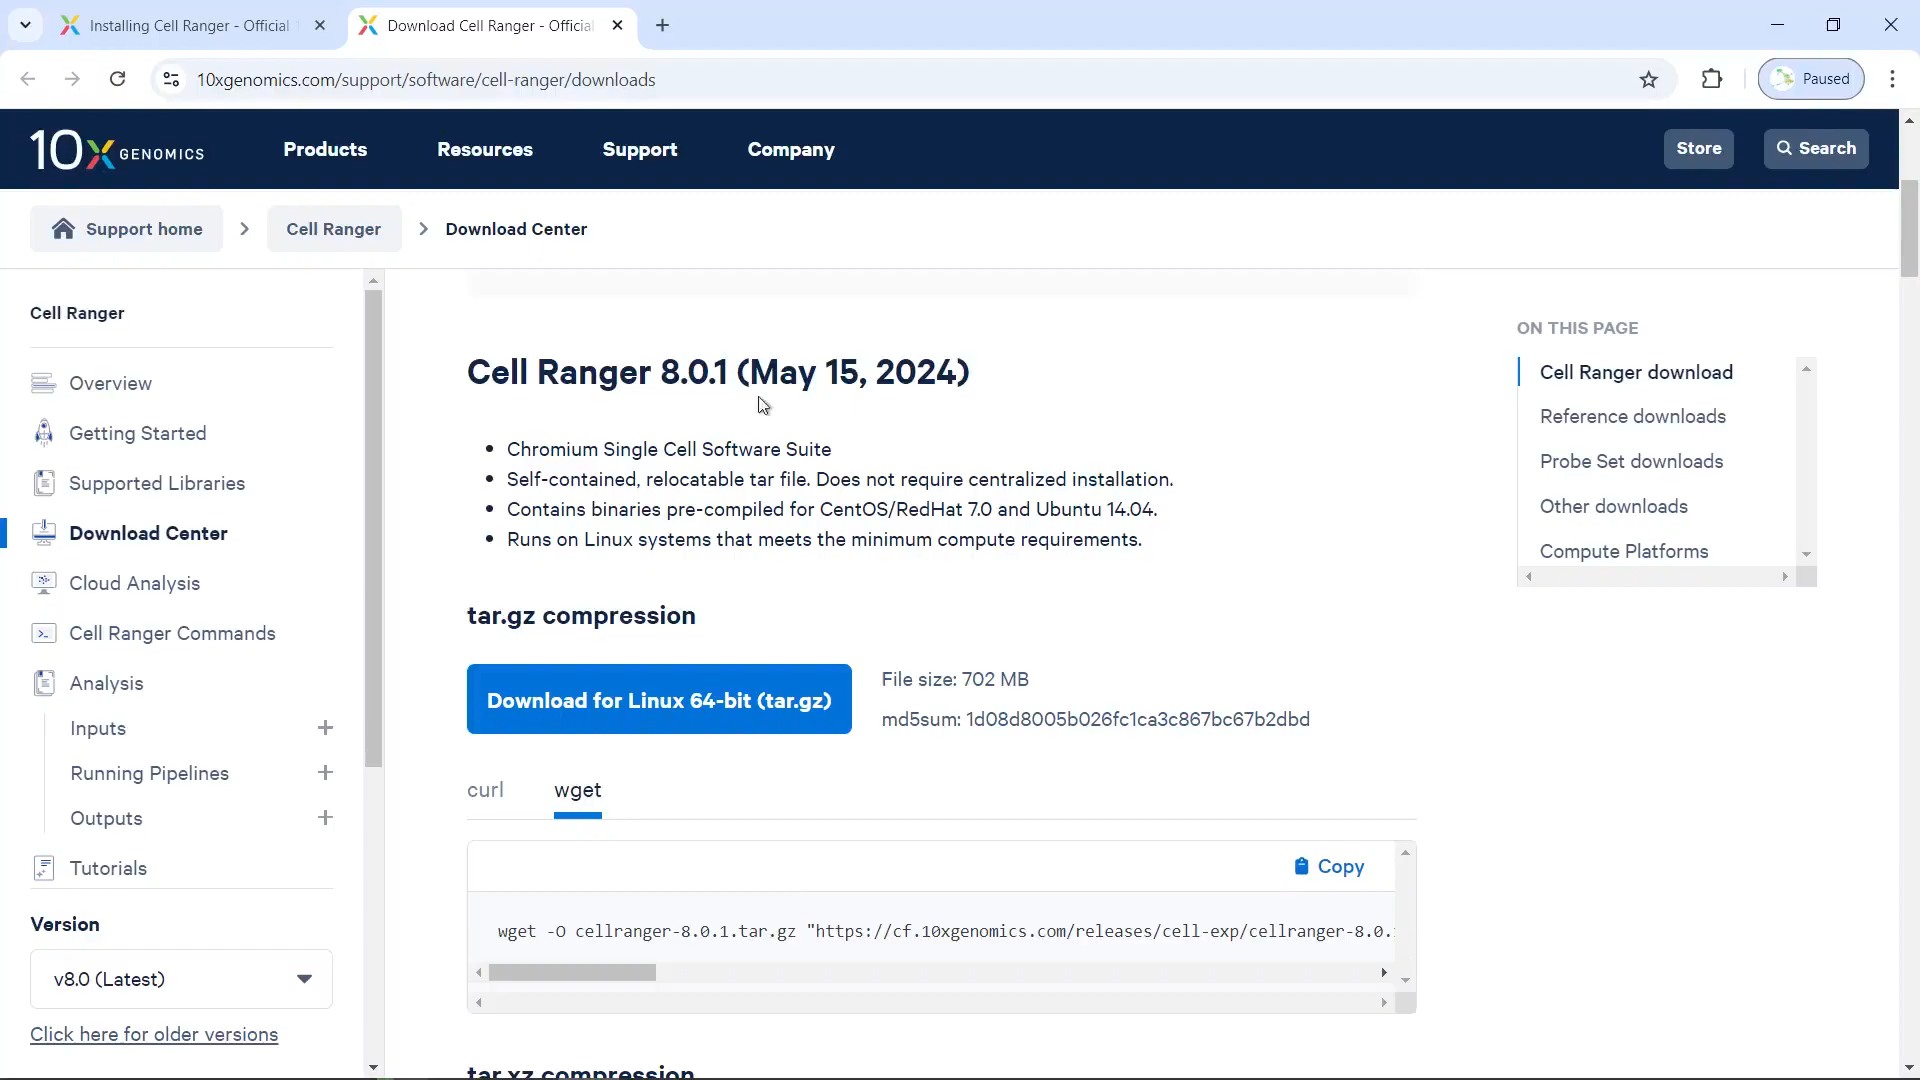 Installing Cell Ranger - Official
Download Cell Ranger - Official
10xgenomics.com/support/software/cell-ranger/downloads
Paused
10X GENOMICS
Products
Resources
Support
Company
Store
Search
Support home
Cell Ranger
Download Center
Cell Ranger
Overview
Getting Started
Supported Libraries
Download Center
Cloud Analysis
Cell Ranger Commands
Analysis
Inputs
Running Pipelines
Outputs
Tutorials
Version
v8.0 (Latest)
Click here for older versions
Cell Ranger 8.0.1 (May 15, 2024)
Chromium Single Cell Software Suite
Self-contained, relocatable tar file. Does not require centralized installation.
Contains binaries pre-compiled for CentOS/RedHat 7.0 and Ubuntu 14.04.
Runs on Linux systems that meets the minimum compute requirements.
tar.gz compression
Download for Linux 64-bit (tar.gz)
File size: 702 MB
md5sum: 1d08d8005b026fc1ca3c867bc67b2dbd
curl
wget
Copy
wget -O cellranger-8.0.1.tar.gz "https://cf.10xgenomics.com/releases/cell-exp/cellranger-8.0.
tar.xz compression
ON THIS PAGE
Cell Ranger download
Reference downloads
Probe Set downloads
Other downloads
Compute Platforms